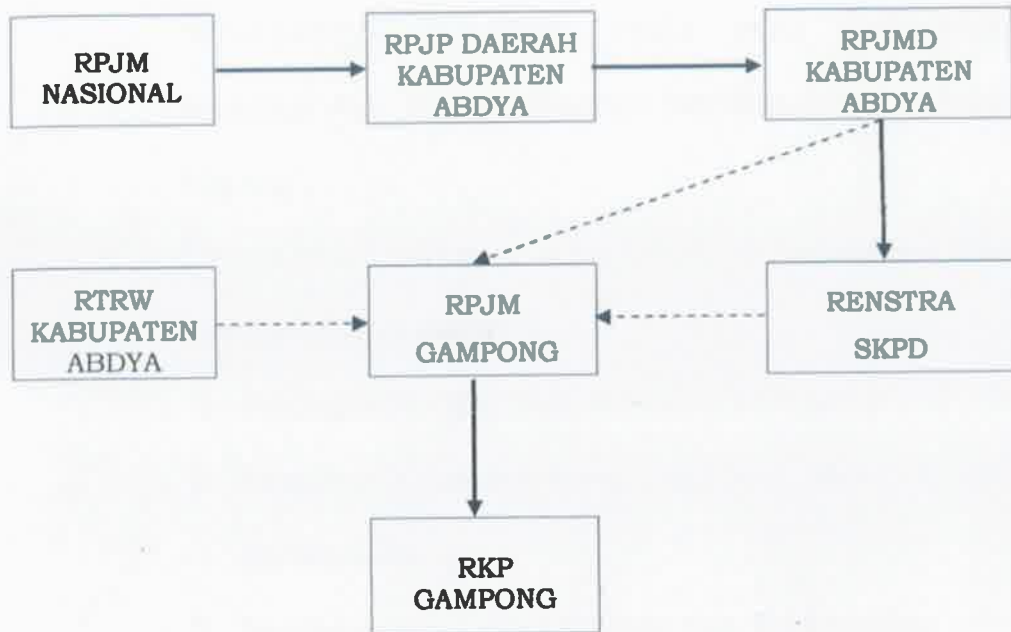 RPJM
NASIONAL
RPJP DAERAH
KABUPATEN
ABDYA
RPJMD
KABUPATEN
ABDYA
RTRW
KABUPATEN
ABDYA
RPJM
GAMPONG
RENSTRA
SKPD
RKP
GAMPONG